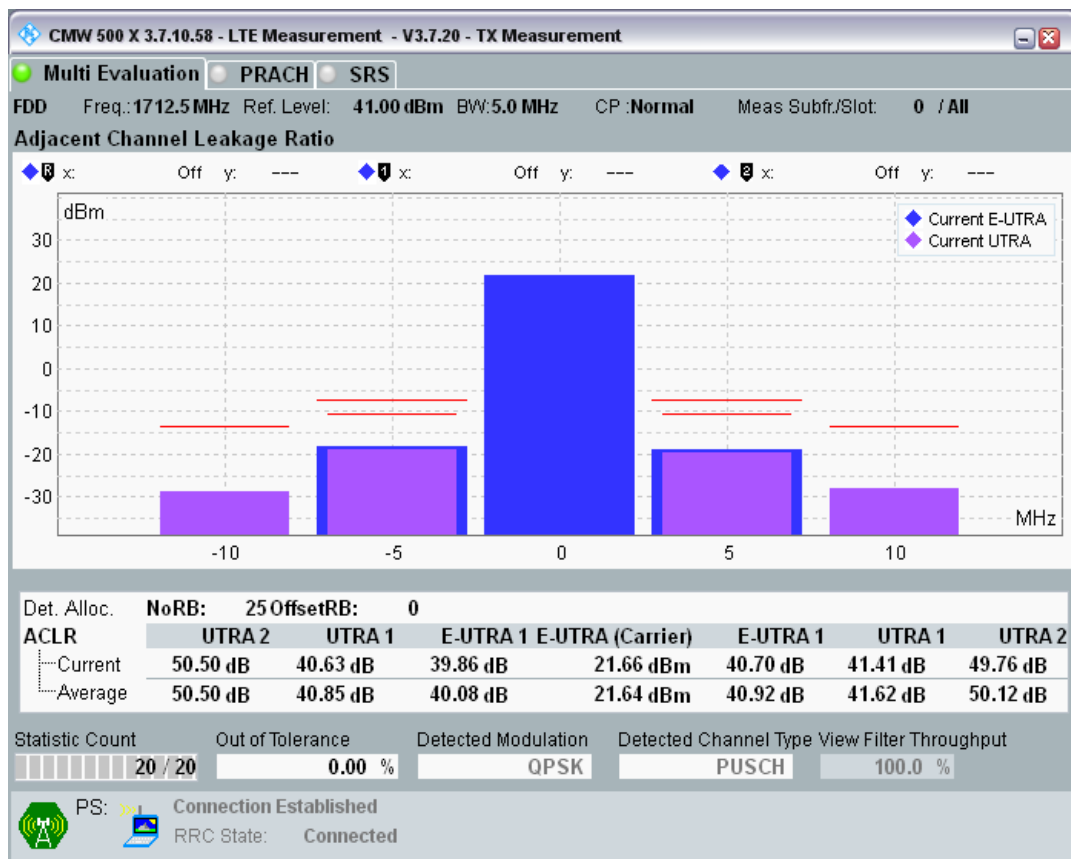 CMW 500 X 3.7.10.58 - LTE Measurement - V3.7.20 - TX Measurement
Multi Evaluation PRACH SRS
FDD Freq.:1712.5 MHz Ref. Level: 41.00 dBm BW:5.0 MHz CP :Normal Meas Subfr./Slot: 0 / All
Adjacent Channel Leakage Ratio
R x: Off y: --- 1 x: Off y: --- 2 x: Off y: ---
dBm
Current E-UTRA
Current UTRA
30
20
10
0
-10
-20
-30
MHz
-10 -5 0 5 10
Det. Alloc. NoRB: 25 OffsetRB: 0
ACLR UTRA 2 UTRA 1 E-UTRA 1 E-UTRA (Carrier) E-UTRA 1 UTRA 1 UTRA 2
Current 50.50 dB 40.63 dB 39.86 dB 21.66 dBm 40.70 dB 41.41 dB 49.76 dB
Average 50.50 dB 40.85 dB 40.08 dB 21.64 dBm 40.92 dB 41.62 dB 50.12 dB
Statistic Count Out of Tolerance Detected Modulation Detected Channel Type View Filter Throughput
20 / 20 0.00 % QPSK PUSCH 100.0 %
PS: Connection Established
RRC State: Connected